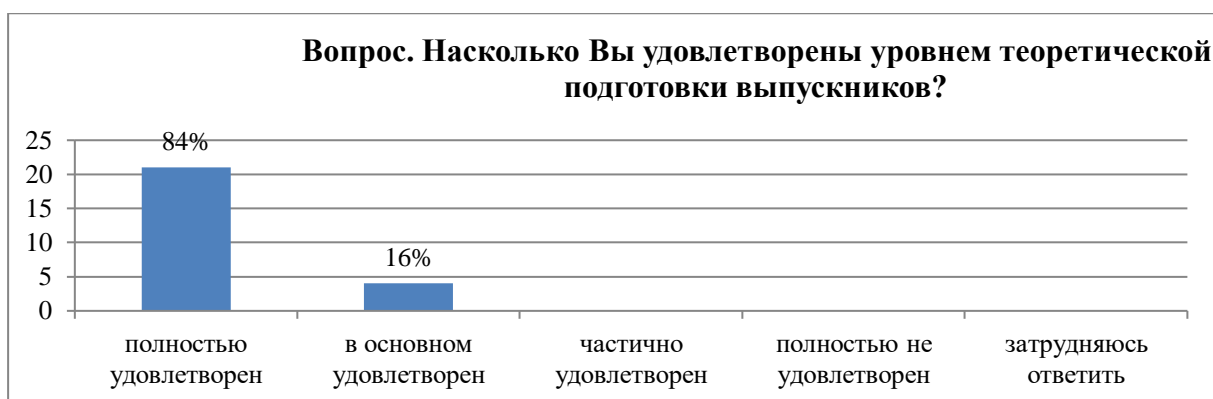 Вопрос. Насколько Вы удовлетворены уровнем теоретической
подготовки выпускников?
25
20
15
10
5
0
84%
16%
полностью
удовлетворен
в основном
удовлетворен
частично
удовлетворен
полностью не
удовлетворен
затрудняюсь
ответить